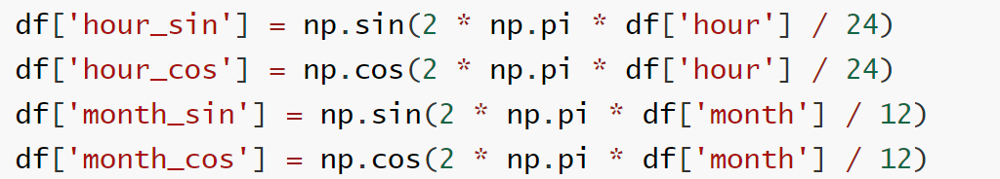 df['hour_sin'] = np.sin(2 * np.pi * df['hour'] / 24)
df['hour_cos'] = np.cos(2 * np.pi * df['hour'] / 24)
df['month_sin'] = np.sin(2 * np.pi * df['month'] / 12)
df['month_cos'] = np.cos(2 * np.pi * df['month'] / 12)